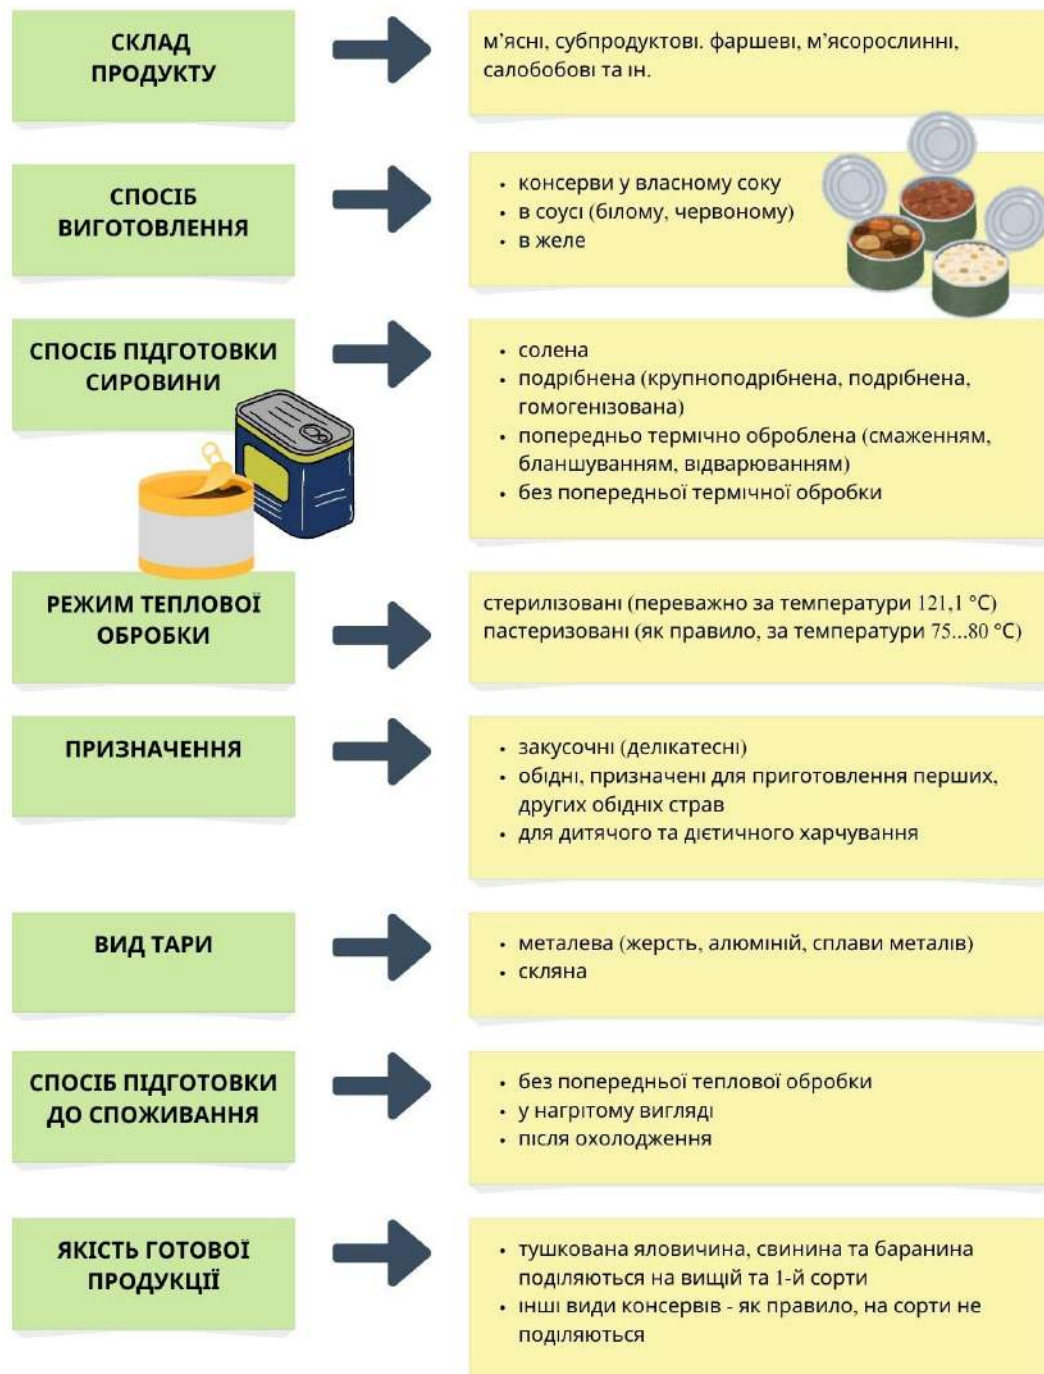 СКЛАД
ПРОДУКТУ
м'ясні, субпродуктові. фаршеві, м'ясорослинні,
салобобові та ін.
СПОСІБ
ВИГОТОВЛЕННЯ
• консерви у власному соку
• в соусі (білому, червоному)
• в желе
СПОСІБ ПІДГОТОВКИ
СИРОВИНИ
• солена
• подрібнена (крупноподрібнена, подрібнена,
гомогенізована)
• попередньо термічно оброблена (смаженням,
бланшуванням, відварюванням)
• без попередньої термічної обробки
РЕЖИМ ТЕПЛОВОЇ
ОБРОБКИ
стерилізовані (переважно за температури 121,1 °C)
пастеризовані (як правило, за температури 75...80 °C)
ПРИЗНАЧЕННЯ
• закусочні (делікатесні)
• обідні, призначені для приготовлення перших,
других обідніх страв
• для дитячого та дієтичного харчування
ВИД ТАРИ
• металева (жерсть, алюміній, сплави металів)
• скляна
СПОСІБ ПІДГОТОВКИ
ДО СПОЖИВАННЯ
• без попередньої теплової обробки
• у нагрітому вигляді
• після охолодження
ЯКІСТЬ ГОТОВОЇ
ПРОДУКЦІЇ
• тушкована яловичина, свинина та баранина
поділяються на вищій та 1-й сорти
• інші види консервів - як правило, на сорти не
поділяються